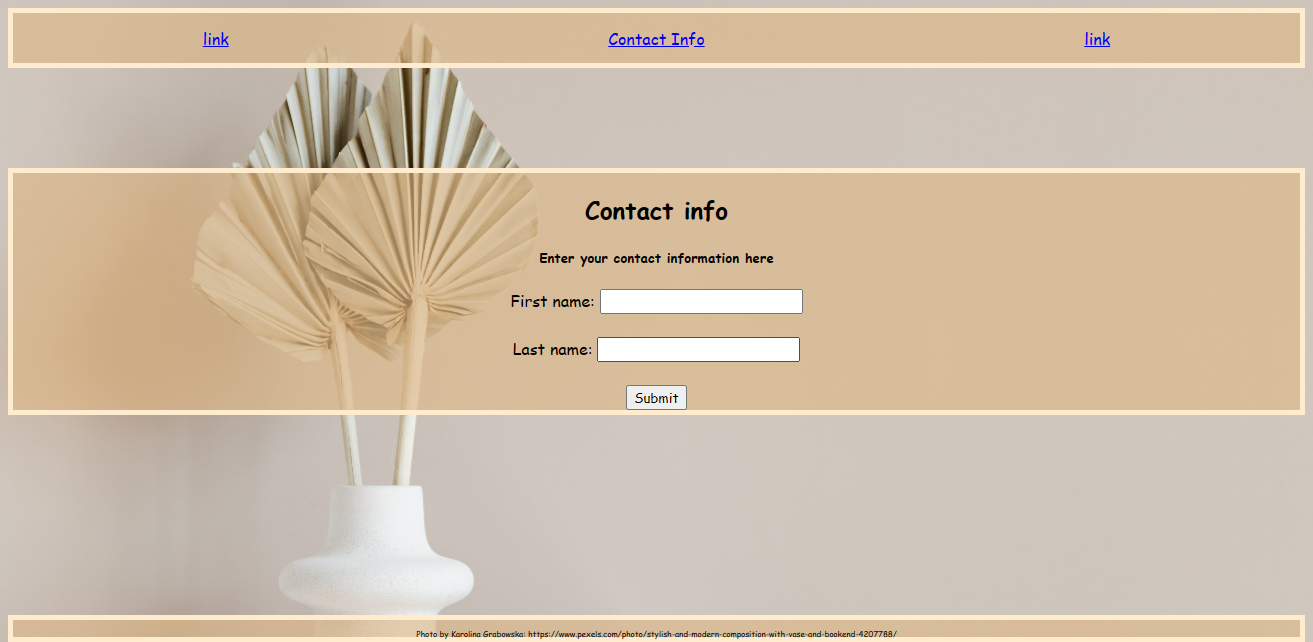 link Contact Info link
Contact info
Enter your contact information here
First name:
Last name:
Submit
Photo by Karolina Grabowska: https://www.pexels.com/photo/stylish-and-modern-composition-with-vase-and-bookend-4207788/